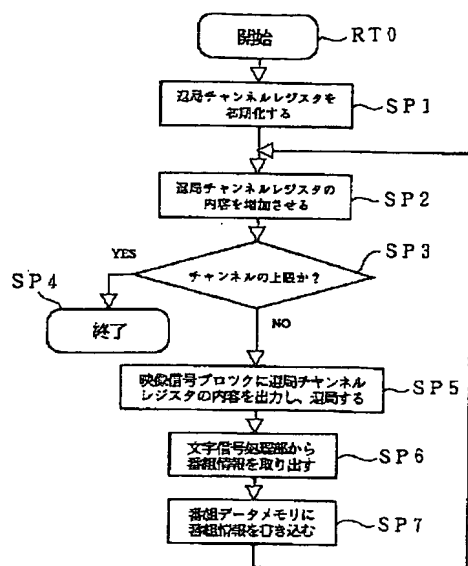 開始
RT0
選局チャンネルレジスタを
初期化する
SP1
選局チャンネルレジスタの
内容を増加させる
SP2
チャンネルの上限か?
SP3
YES
SP4
終了
NO
映像信号ブロツクに選局チャンネル
レジスタの内容を出力し、選局する
SP5
文字信号処理部から
番組情報を取り出す
SP6
番組データメモリに
番組情報を書き込む
SP7